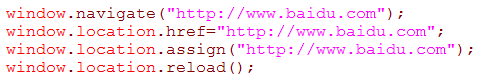 window.navigate("http://www.baidu.com");
window.location.href="http://www.baidu.com";
window.location.assign("http://www.baidu.com");
window.location.reload();